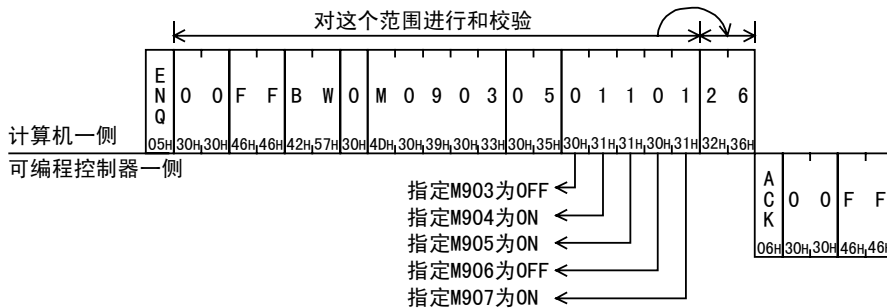 对这个范围进行和校验
E N Q 0 0 F F B W 0 M 0 9 0 3 0 5 0 1 1 0 1 2 6
计算机一侧
05H 30H 30H 46H 46H 42H 57H 30H 4DH 30H 39H 30H 33H 30H 35H 30H 31H 31H 30H 31H 32H 36H
可编程控制器一侧
A C K 0 0 F F
06H 30H 30H 46H 46H
指定M903为OFF
指定M904为ON
指定M905为ON
指定M906为OFF
指定M907为ON